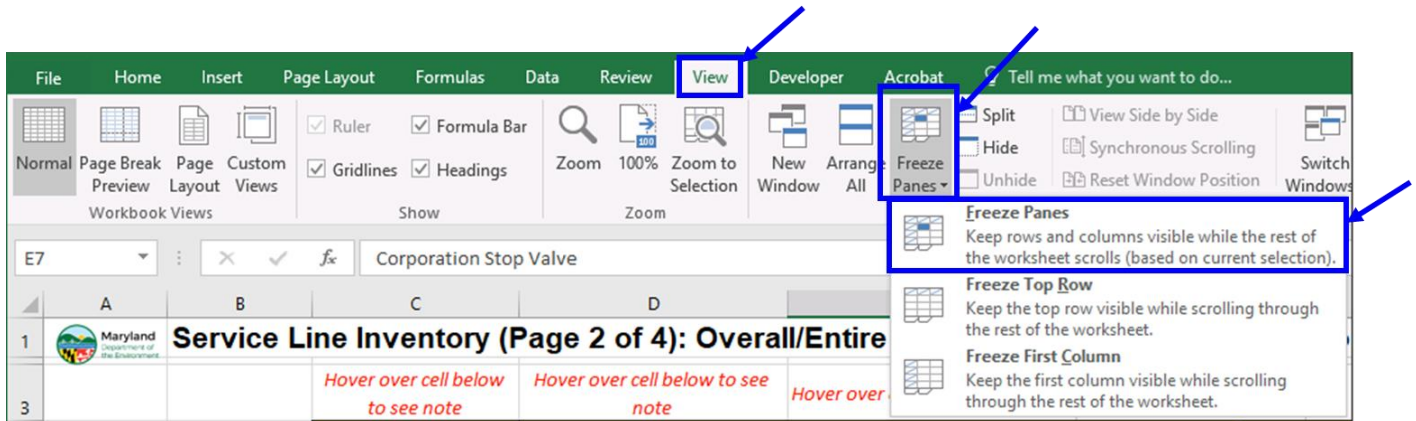 File Home Insert Page Layout Formulas Data Review View Developer Acrobat Tell me what you want to do...
Normal Page Break Preview Page Layout Custom Views
Workbook Views
Ruler Formula Bar
Gridlines Headings
Show
Zoom 100% Zoom to Selection
Zoom
New Window Arrange All Freeze Panes
Split
Hide
Unhide
View Side by Side
Synchronous Scrolling
Reset Window Position
Switch Windows
Freeze Panes
Keep rows and columns visible while the rest of
the worksheet scrolls (based on current selection).
Freeze Top Row
Keep the top row visible while scrolling through
the rest of the worksheet.
Freeze First Column
Keep the first column visible while scrolling
through the rest of the worksheet.
E7 fx Corporation Stop Valve
A B C D
1 Maryland
Department of
the Environment
Service Line Inventory (Page 2 of 4): Overall/Entire
3
Hover over cell below
to see note
Hover over cell below to see
note
Hover over